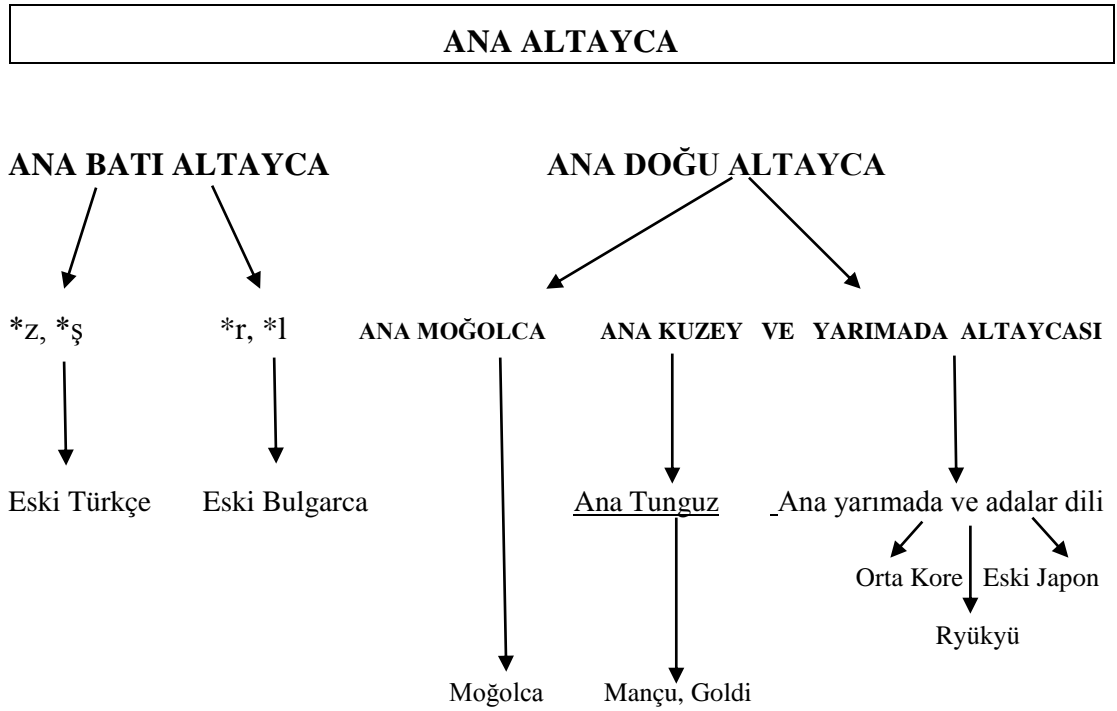 ANA ALTAYCA
ANA BATI ALTAYCA ANA DOĞU ALTAYCA
*z, *ş *r, *l ANA MOĞOLCA ANA KUZEY VE YARIMADA ALTAYCASI
Eski Türkçe Eski Bulgarca Ana Tunguz Ana yarımada ve adalar dili
Orta Kore Eski Japon
Ryükyü
Moğolca Mançu, Goldi